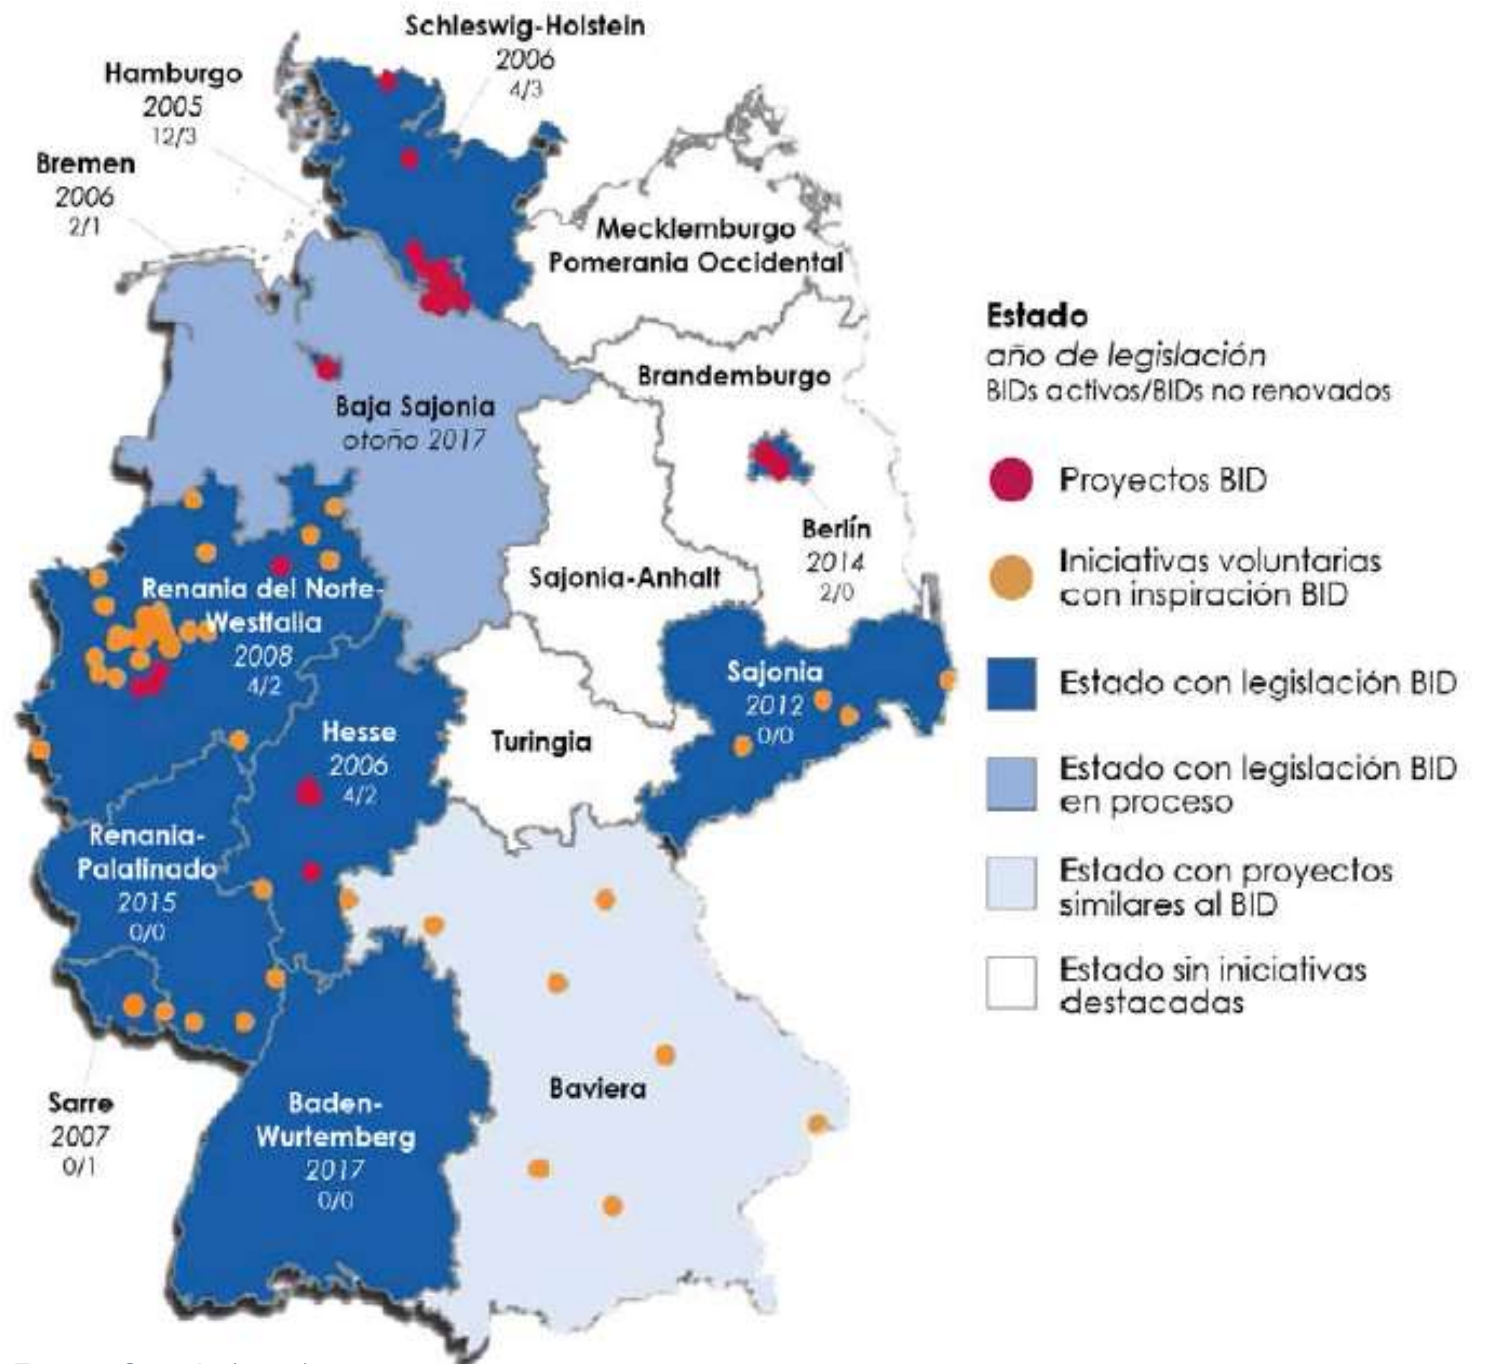 Schleswig-Holstein
2006
4/3
Hamburgo
2005
12/3
Bremen
2006
2/1
Mecklemburgo
Pomerania Occidental
Brandemburgo
Baja Sajonia
otoño 2017
Berlín
2014
2/0
Sajonia-Anhalt
Renania del Norte-
Westfalia
2008
4/2
Sajonia
2012
0/0
Hesse
2006
4/2
Turingia
Renania-
Palatinado
2015
0/0
Sarre
2007
0/1
Baden-
Wurtemberg
2017
0/0
Baviera
Estado
año de legislación
BIDs activos/BIDs no renovados
Proyectos BID
Iniciativas voluntarias
con inspiración BID
Estado con legislación BID
Estado con legislación BID
en proceso
Estado con proyectos
similares al BID
Estado sin iniciativas
destacadas